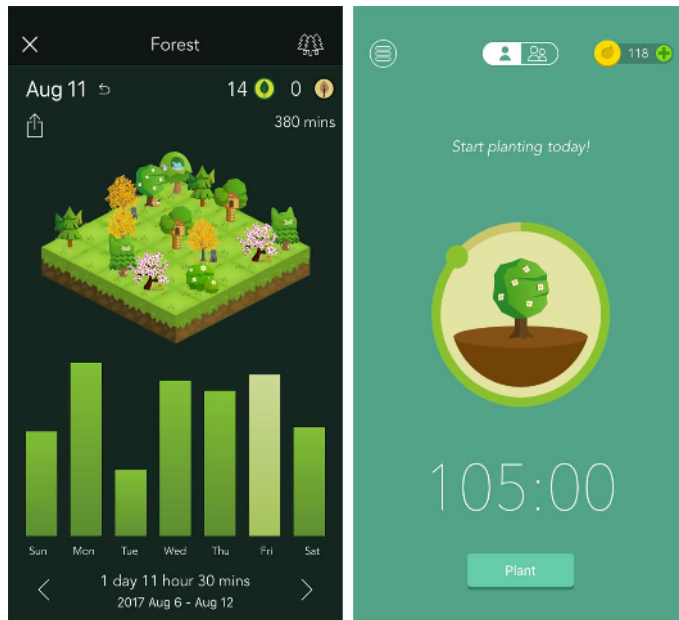 Forest
Aug 11 14 0
380 mins
Sun Mon Tue Wed Thu Fri Sat
1 day 11 hour 30 mins
2017 Aug 6 - Aug 12
118
Start planting today!
105:00
Plant